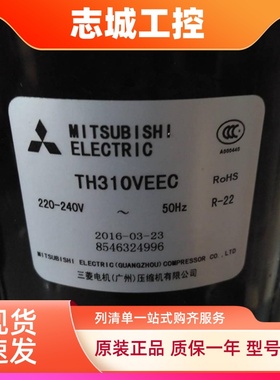 志城工控
MITSUBISHI
ELECTRIC
CCC
A000448
TH310VEEC
RoHS
220-240V ~ 50Hz R-22
2016-03-23
8546324996
MITSUBISHI ELECTRIC(GUANGZHOU)COMPRESSOR CO.,LTD
三菱电机(广州)压缩机有限公司
现货
速发
列清单一站式购齐服务
原装正品 质保一年 型号